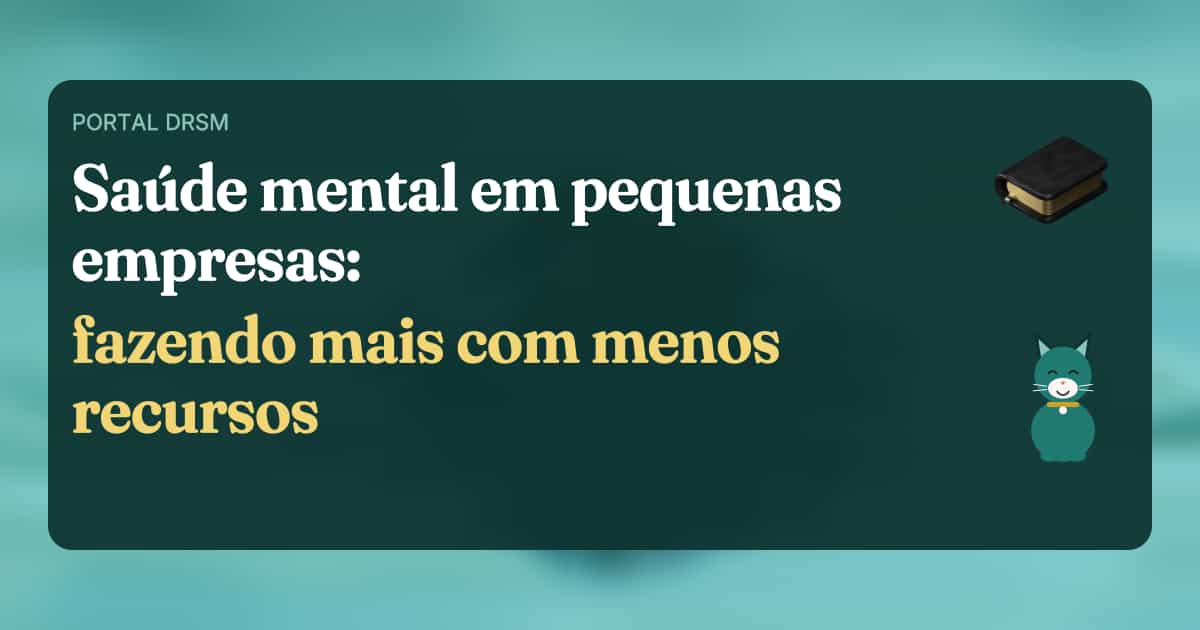 PORTAL DRSM
Saúde mental em pequenas
empresas:
fazendo mais com menos
recursos